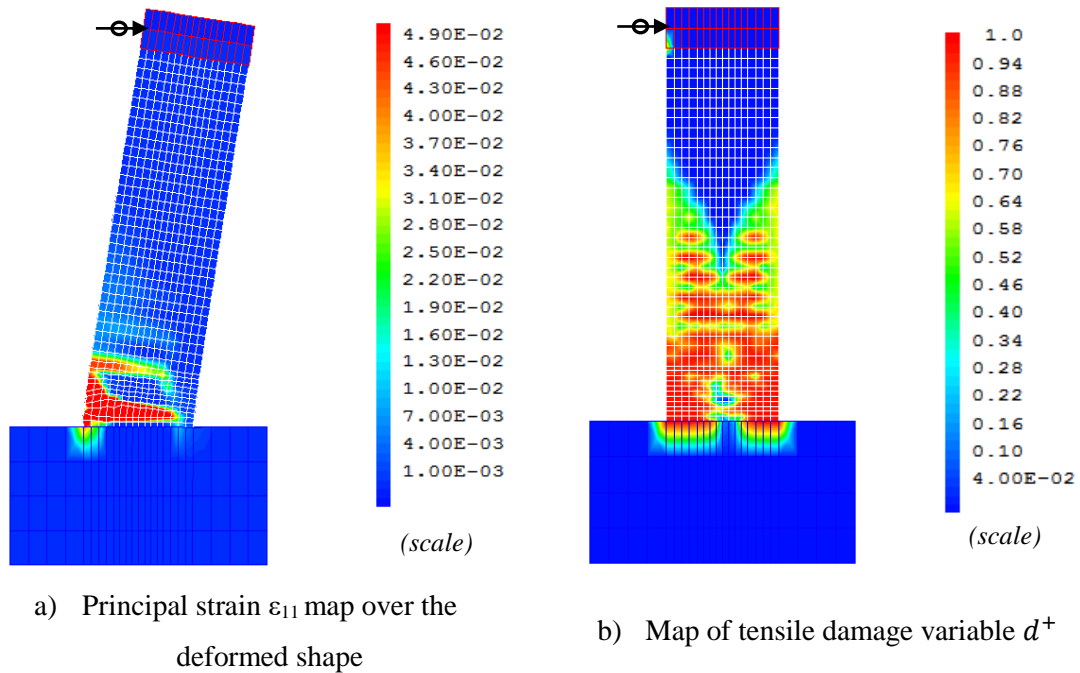 4.90E-02
4.60E-02
4.30E-02
4.00E-02
3.70E-02
3.40E-02
3.10E-02
2.80E-02
2.50E-02
2.20E-02
1.90E-02
1.60E-02
1.30E-02
1.00E-02
7.00E-03
4.00E-03
1.00E-03
(scale)
a) Principal strain ε₁₁ map over the
deformed shape
1.0
0.94
0.88
0.82
0.76
0.70
0.64
0.58
0.52
0.46
0.40
0.34
0.28
0.22
0.16
0.10
4.00E-02
(scale)
b) Map of tensile damage variable d⁺